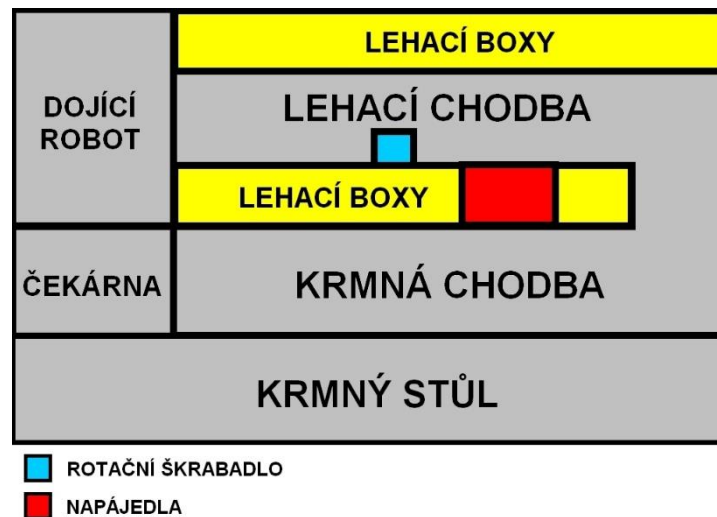 LEHACÍ BOXY
DOJÍCÍ
ROBOT
LEHACÍ CHODBA
LEHACÍ BOXY
ČEKÁRNA
KRMNÁ CHODBA
KRMNÝ STŮL
ROTAČNÍ ŠKRABADLO
NAPÁJEDLA